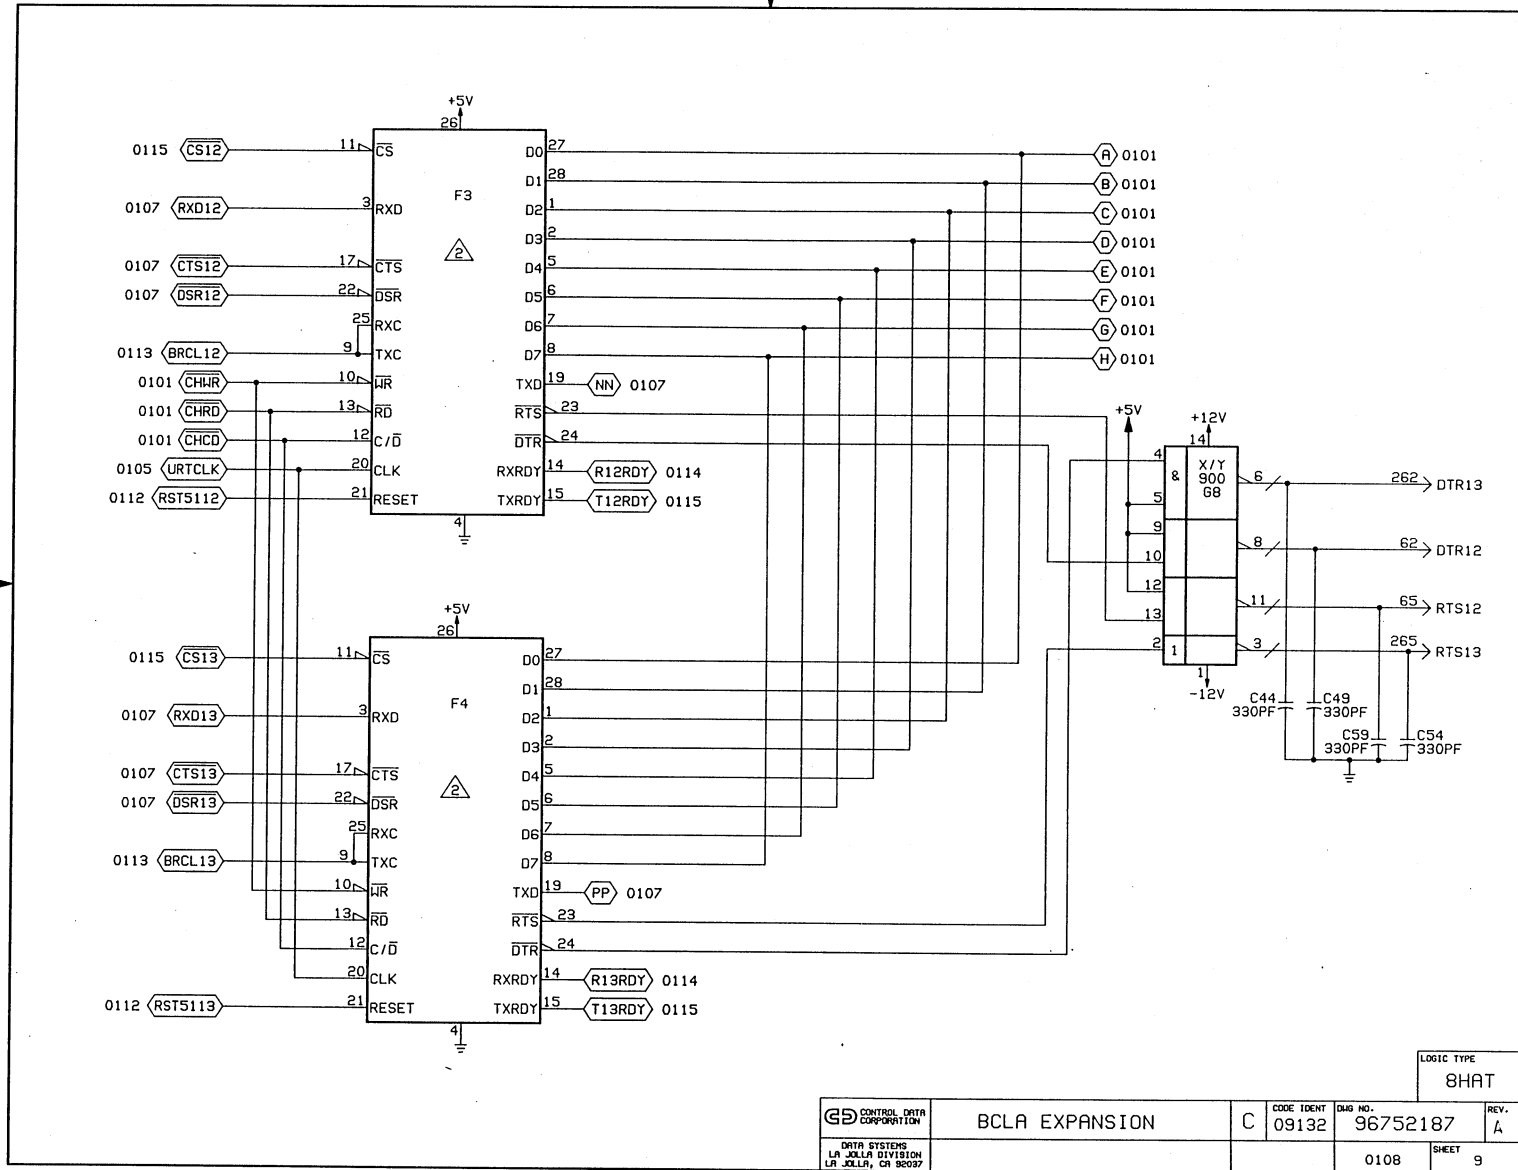 +5V
26
0115 CS12 11 CS D0 27 A 0101
D1 28 B 0101
F3
0107 RXD12 3 RXD D2 1 C 0101
D3 2 D 0101
2
0107 CTS12 17 CTS D4 5 E 0101
0107 DSR12 22 DSR D5 6 F 0101
25 RXC D6 7 G 0101
0113 BRCL12 9 TXC D7 8 H 0101
0101 CHWR 10 WR TXD 19 NN 0107
0101 CHRD 13 RD RTS 23
0101 CHCD 12 C/D DTR 24
0105 URTCLK 20 CLK RXRDY 14 R12RDY 0114
0112 RST5112 21 RESET TXRDY 15 T12RDY 0115
4
+5V +12V
14
4 & X/Y 900 G8 6 262 DTR13
5
9
8 62 DTR12
10
12
11 65 RTS12
13
2 1 3 265 RTS13
1
-12V
C44 330PF
C49 330PF
C59 330PF
C54 330PF
+5V
26
0115 CS13 11 CS D0 27
D1 28
F4
0107 RXD13 3 RXD D2 1
D3 2
2
0107 CTS13 17 CTS D4 5
0107 DSR13 22 DSR D5 6
25 RXC D6 7
0113 BRCL13 9 TXC D7 8
10 WR TXD 19 PP 0107
13 RD RTS 23
12 C/D DTR 24
20 CLK RXRDY 14 R13RDY 0114
0112 RST5113 21 RESET TXRDY 15 T13RDY 0115
4
LOGIC TYPE
8HAT
CONTROL DATA
CORPORATION
BCLA EXPANSION
C
CODE IDENT
09132
DWG NO.
96752187
REV.
A
DATA SYSTEMS
LA JOLLA DIVISION
LA JOLLA, CA 92037
0108
SHEET 9